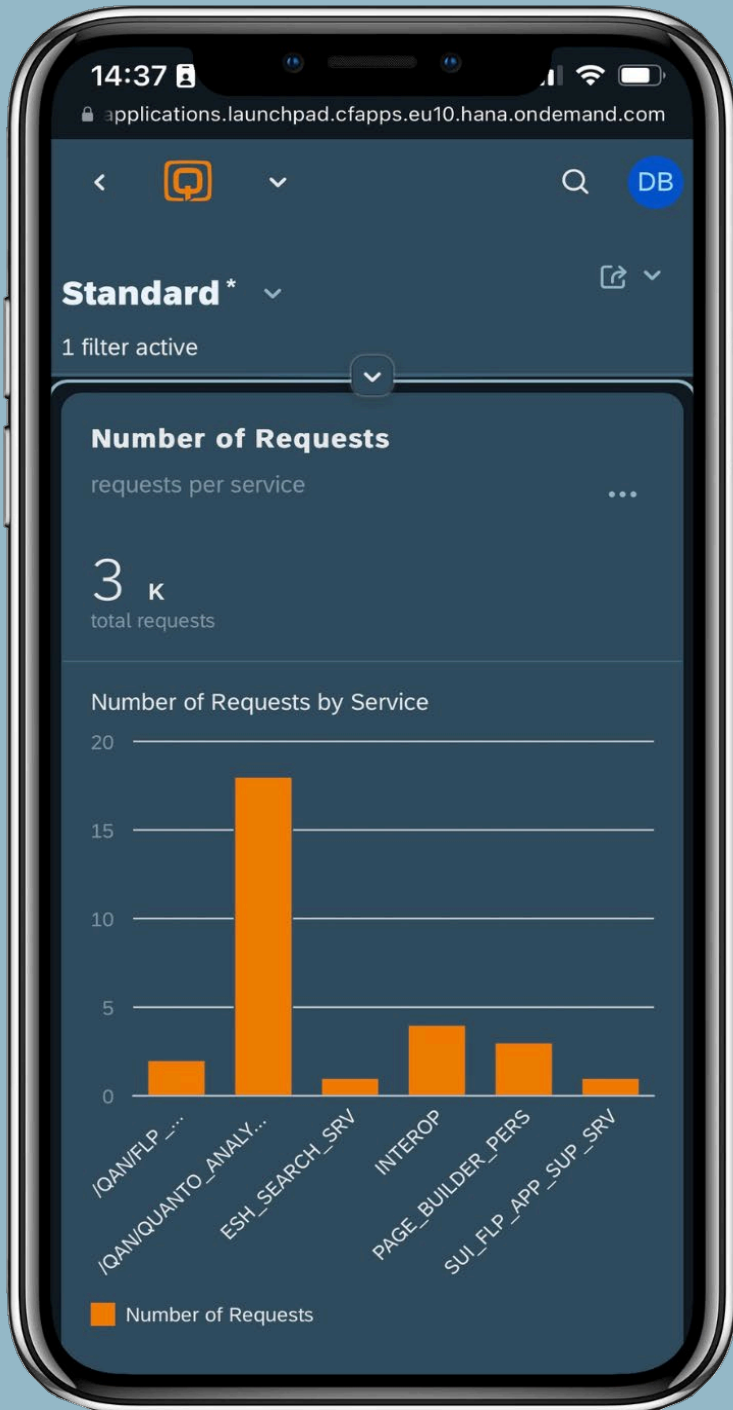 14:37
applications.launchpad.cfapps.eu10.hana.ondemand.com
DB
Standard *
1 filter active
Number of Requests
requests per service
...
3 K
total requests
Number of Requests by Service
20
15
10
5
0
/QAN/FLP_...
/QAN/QUANTO_ANALY...
ESH_SEARCH_SRV
INTEROP
PAGE_BUILDER_PERS
SUI_FLP_APP_SUP_SRV
Number of Requests